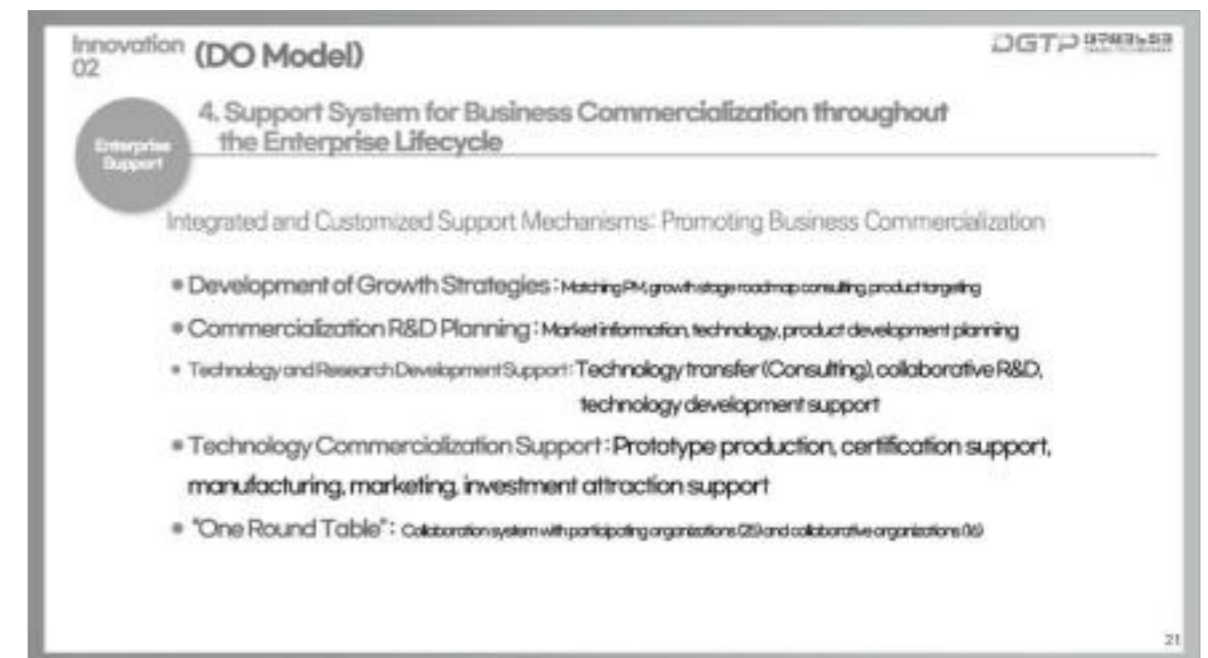 Innovation
02
(DO Model)
DGTP
Enterprise
Support
4. Support System for Business Commercialization throughout
the Enterprise Lifecycle
Integrated and Customized Support Mechanisms: Promoting Business Commercialization
• Development of Growth Strategies : Matching PM, growth stage roadmap consulting, product targeting
• Commercialization R&D Planning : Market information, technology, product development planning
• Technology and Research Development Support : Technology transfer (Consulting), collaborative R&D,
technology development support
• Technology Commercialization Support : Prototype production, certification support,
manufacturing, marketing, investment attraction support
• "One Round Table" : Collaboration system with participating organizations (25) and collaborative organizations (16)
21